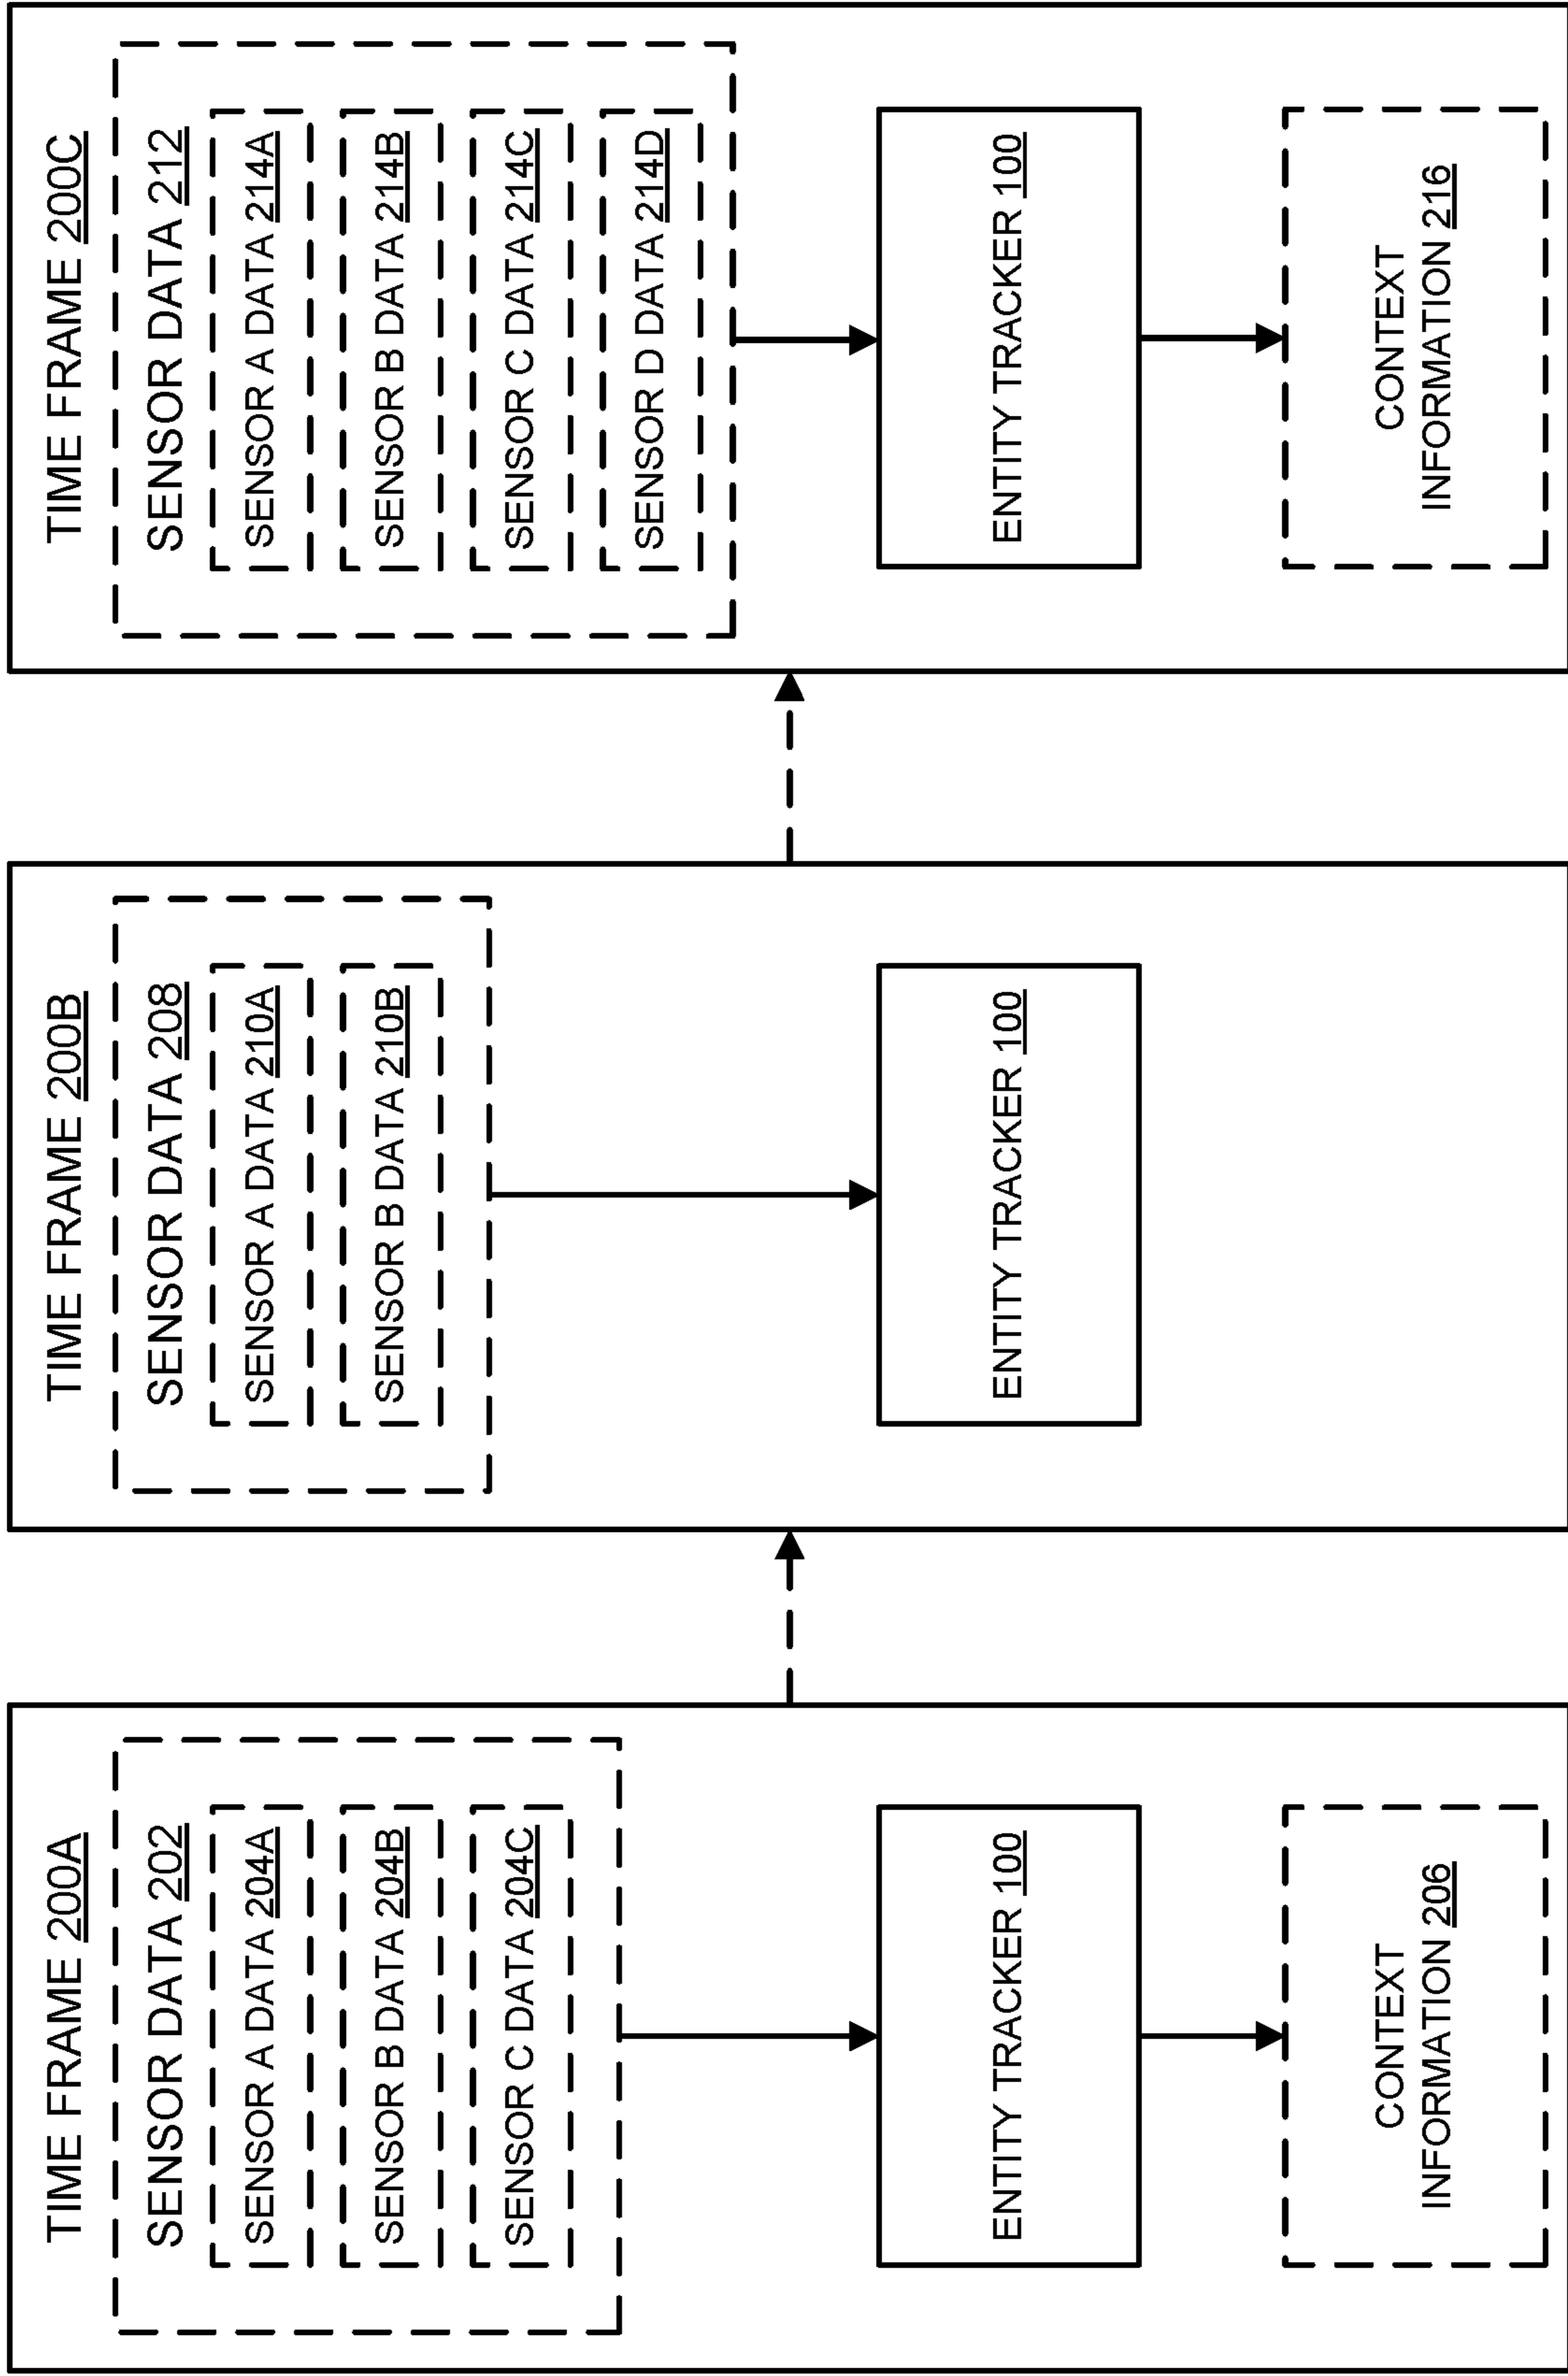 TIME FRAME 200A
SENSOR DATA 202
SENSOR A DATA 204A
SENSOR B DATA 204B
SENSOR C DATA 204C
ENTITY TRACKER 100
CONTEXT
INFORMATION 206
TIME FRAME 200B
SENSOR DATA 208
SENSOR A DATA 210A
SENSOR B DATA 210B
ENTITY TRACKER 100
TIME FRAME 200C
SENSOR DATA 212
SENSOR A DATA 214A
SENSOR B DATA 214B
SENSOR C DATA 214C
SENSOR D DATA 214D
ENTITY TRACKER 100
CONTEXT
INFORMATION 216